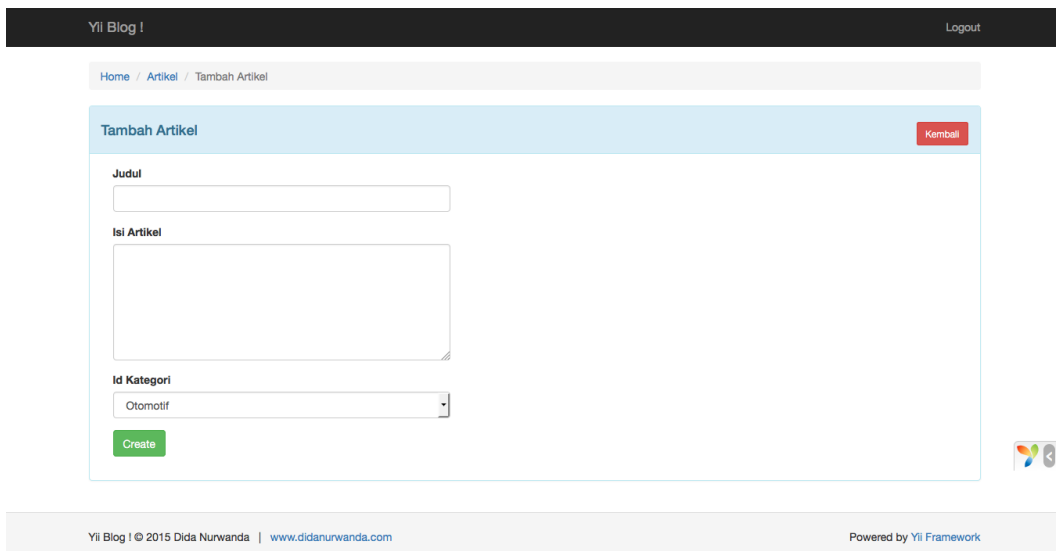 Yii Blog ! Logout
Home / Artikel / Tambah Artikel
Tambah Artikel
Kembali
Judul
Isi Artikel
Id Kategori
Otomotif
Create
Yii Blog ! © 2015 Dida Nurwanda | www.didanurwanda.com Powered by Yii Framework